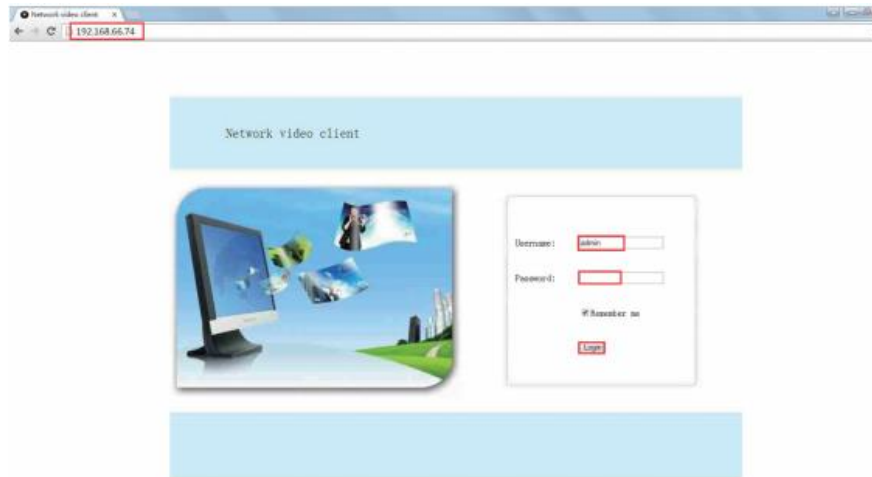 Network video client
192.168.66.74
Network video client
Username: admin
Password:
Remember me
Login